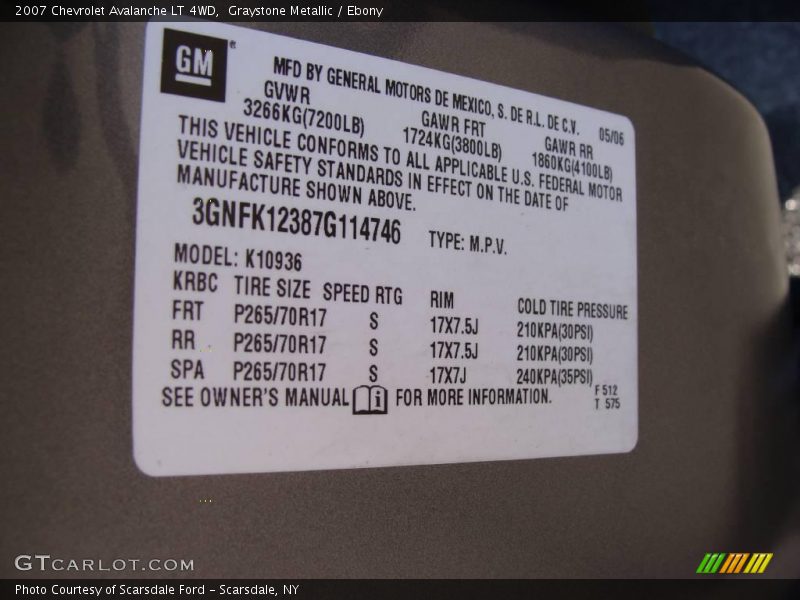 2007 Chevrolet Avalanche LT 4WD, Graystone Metallic / Ebony
GM
MFD BY GENERAL MOTORS DE MEXICO, S. DE R.L. DE C.V. 05/06
GVWR GAWR FRT GAWR RR
3266KG(7200LB) 1724KG(3800LB) 1860KG(4100LB)
THIS VEHICLE CONFORMS TO ALL APPLICABLE U.S. FEDERAL MOTOR
VEHICLE SAFETY STANDARDS IN EFFECT ON THE DATE OF
MANUFACTURE SHOWN ABOVE.
3GNFK12387G114746 TYPE: M.P.V.
MODEL: K10936
KRBC TIRE SIZE SPEED RTG RIM COLD TIRE PRESSURE
FRT P265/70R17 S 17X7.5J 210KPA(30PSI)
RR P265/70R17 S 17X7.5J 210KPA(30PSI)
SPA P265/70R17 S 17X7J 240KPA(35PSI)
SEE OWNER'S MANUAL FOR MORE INFORMATION.
F 512
T 575
GTCARLOT.COM
Photo Courtesy of Scarsdale Ford - Scarsdale, NY